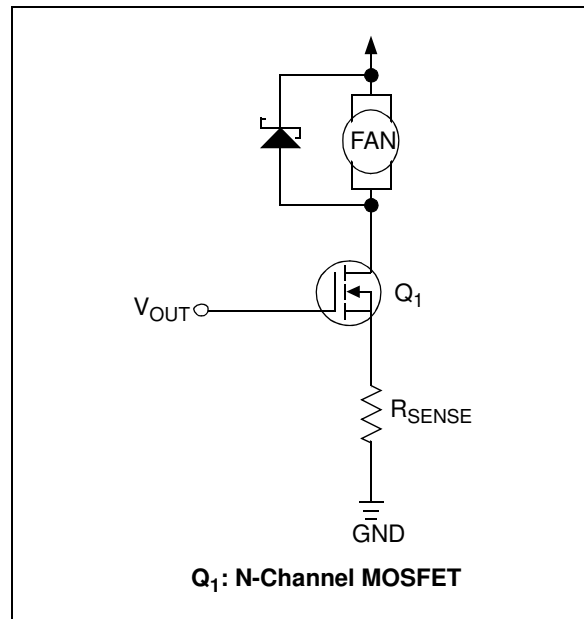 FAN
Q1
VOUT
RSENSE
GND
Q1: N-Channel MOSFET